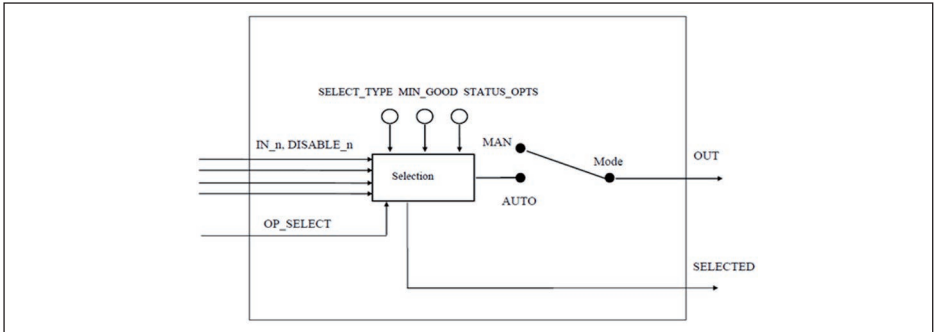 SELECT_TYPE MIN_GOOD STATUS_OPTS
IN_n, DISABLE_n
MAN
Mode
OUT
Selection
AUTO
OP_SELECT
SELECTED